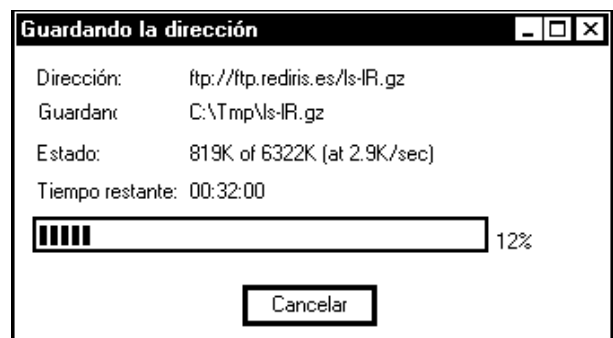 Guardando la dirección
Dirección: ftp://ftp.rediris.es/ls-lR.gz
Guardanc C:\Tmp\ls-lR.gz
Estado: 819K of 6322K (at 2.9K/sec)
Tiempo restante: 00:32:00
12%
Cancelar